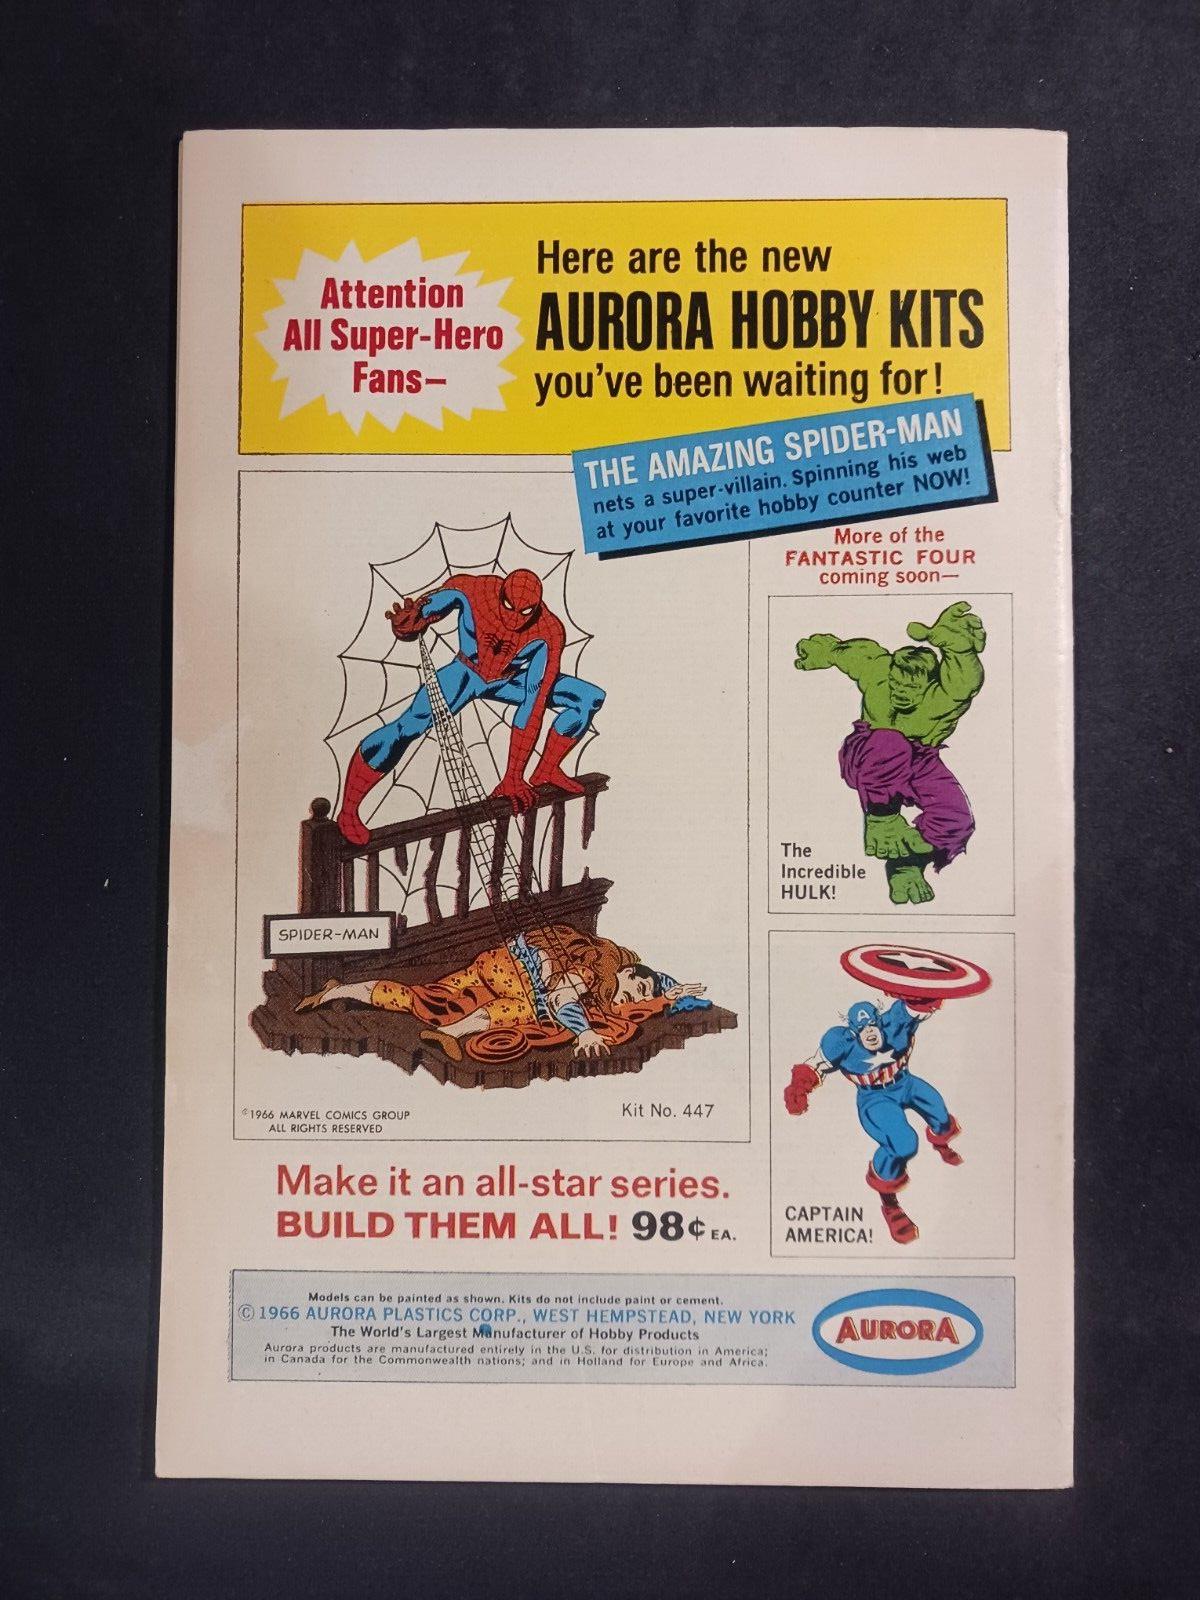 Attention
All Super-Hero
Fans—
Here are the new
AURORA HOBBY KITS
you've been waiting for!
THE AMAZING SPIDER-MAN
nets a super-villain. Spinning his web
at your favorite hobby counter NOW!
More of the
FANTASTIC FOUR
coming soon—
The
Incredible
HULK!
SPIDER-MAN
©1966 MARVEL COMICS GROUP
ALL RIGHTS RESERVED
Kit No. 447
A
CAPTAIN
AMERICA!
Make it an all-star series.
BUILD THEM ALL! 98¢ EA.
Models can be painted as shown. Kits do not include paint or cement.
© 1966 AURORA PLASTICS CORP., WEST HEMPSTEAD, NEW YORK
The World's Largest Manufacturer of Hobby Products
Aurora products are manufactured entirely in the U.S. for distribution in America;
in Canada for the Commonwealth nations; and in Holland for Europe and Africa.
AURORA